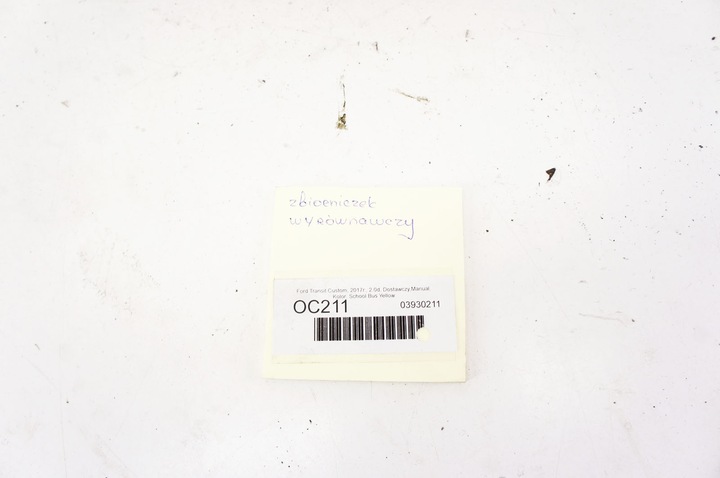 zbiorniczek
wyrównawczy
Ford Transit Custom, 2017r., 2.0d, Dostawczy, Manual,
Kolor: School Bus Yellow
OC211 03930211